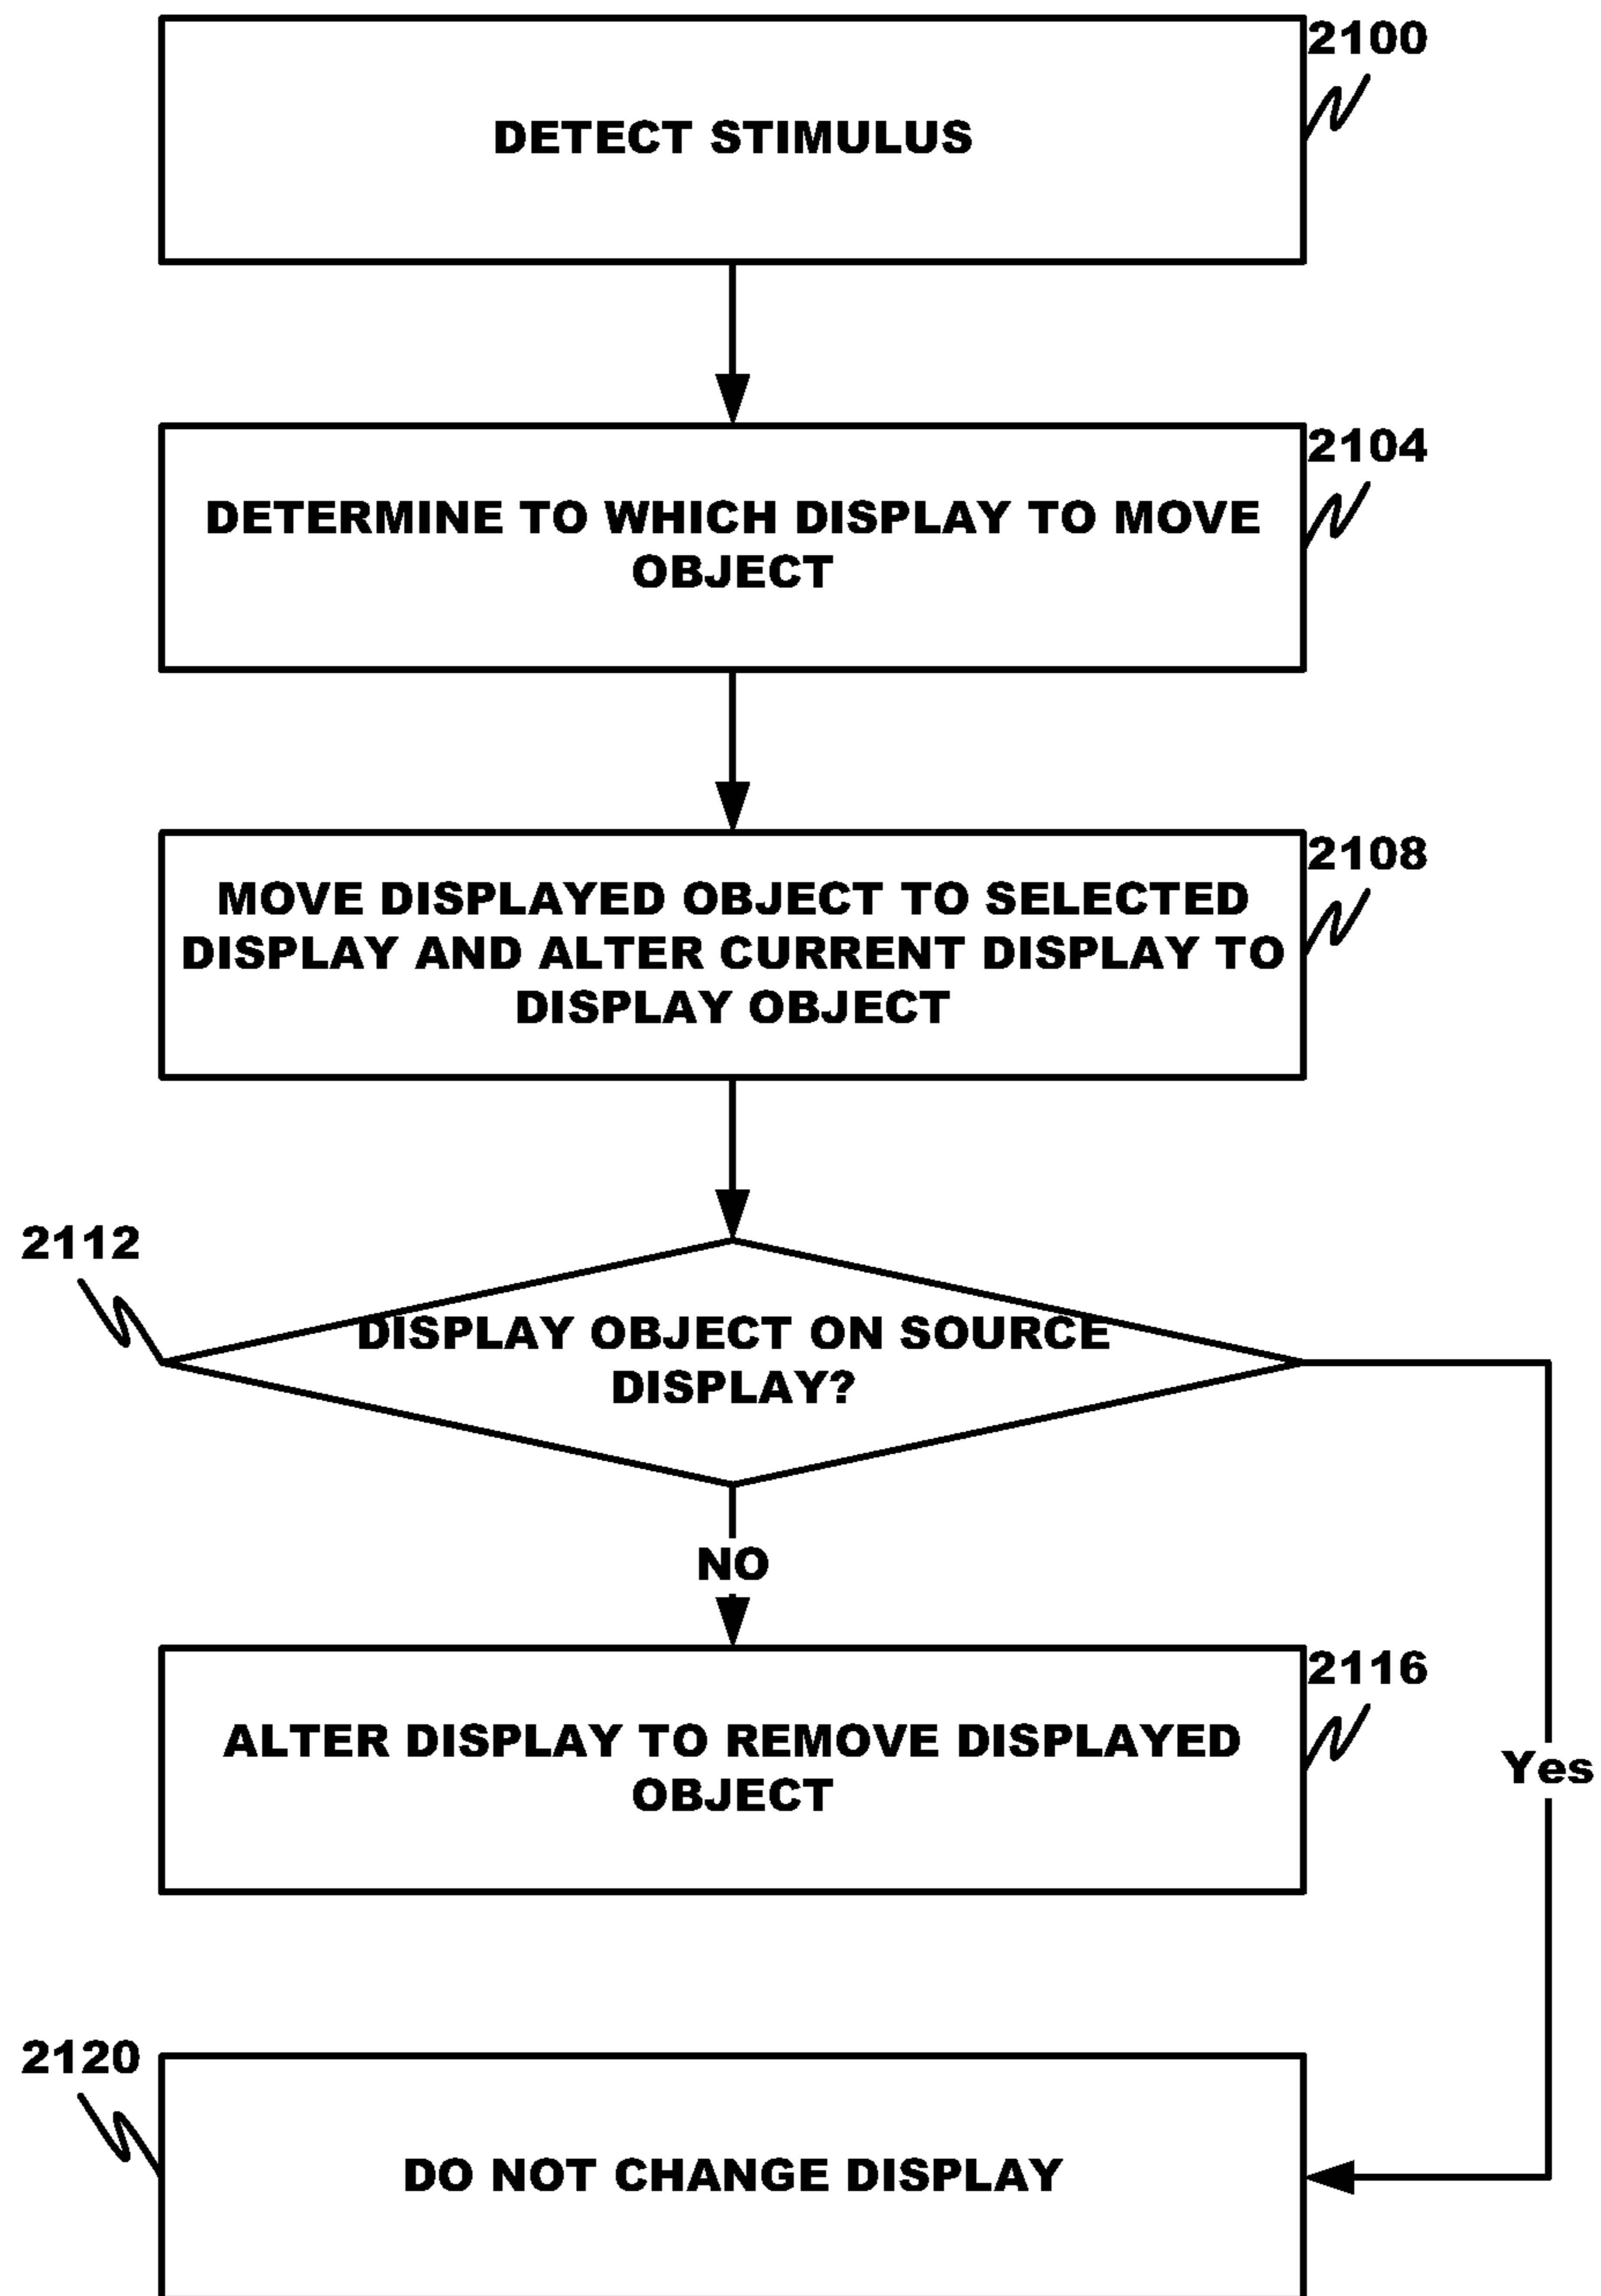 2100
DETECT STIMULUS
2104
DETERMINE TO WHICH DISPLAY TO MOVE
OBJECT
2108
MOVE DISPLAYED OBJECT TO SELECTED
DISPLAY AND ALTER CURRENT DISPLAY TO
DISPLAY OBJECT
2112
DISPLAY OBJECT ON SOURCE
DISPLAY?
NO
2116
ALTER DISPLAY TO REMOVE DISPLAYED
OBJECT
Yes
2120
DO NOT CHANGE DISPLAY